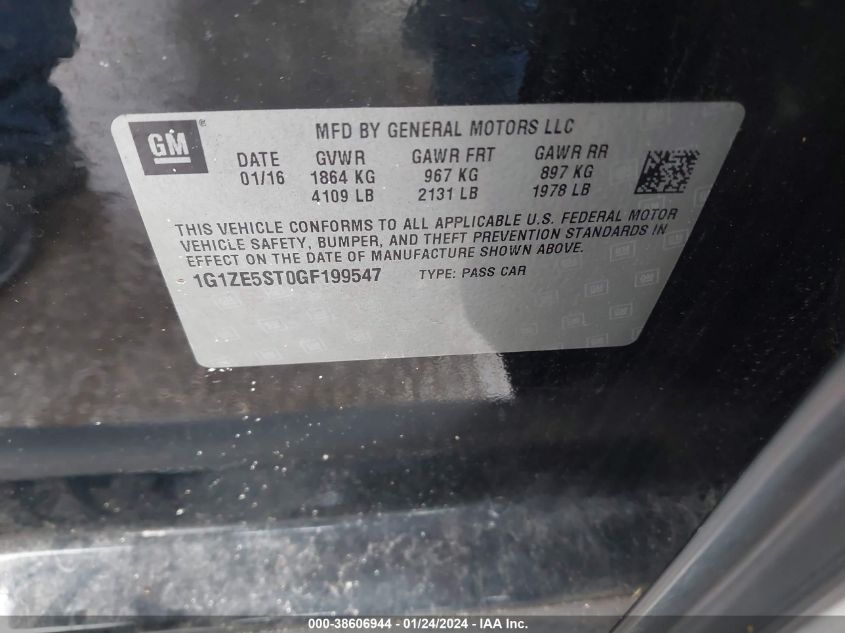 GM®
MFD BY GENERAL MOTORS LLC
DATE GVWR GAWR FRT GAWR RR
01/16 1864 KG 967 KG 897 KG
4109 LB 2131 LB 1978 LB
THIS VEHICLE CONFORMS TO ALL APPLICABLE U.S. FEDERAL MOTOR
VEHICLE SAFETY, BUMPER, AND THEFT PREVENTION STANDARDS IN
EFFECT ON THE DATE OF MANUFACTURE SHOWN ABOVE.
1G1ZE5ST0GF199547 TYPE: PASS CAR
000-38606944 - 01/24/2024 - IAA Inc.